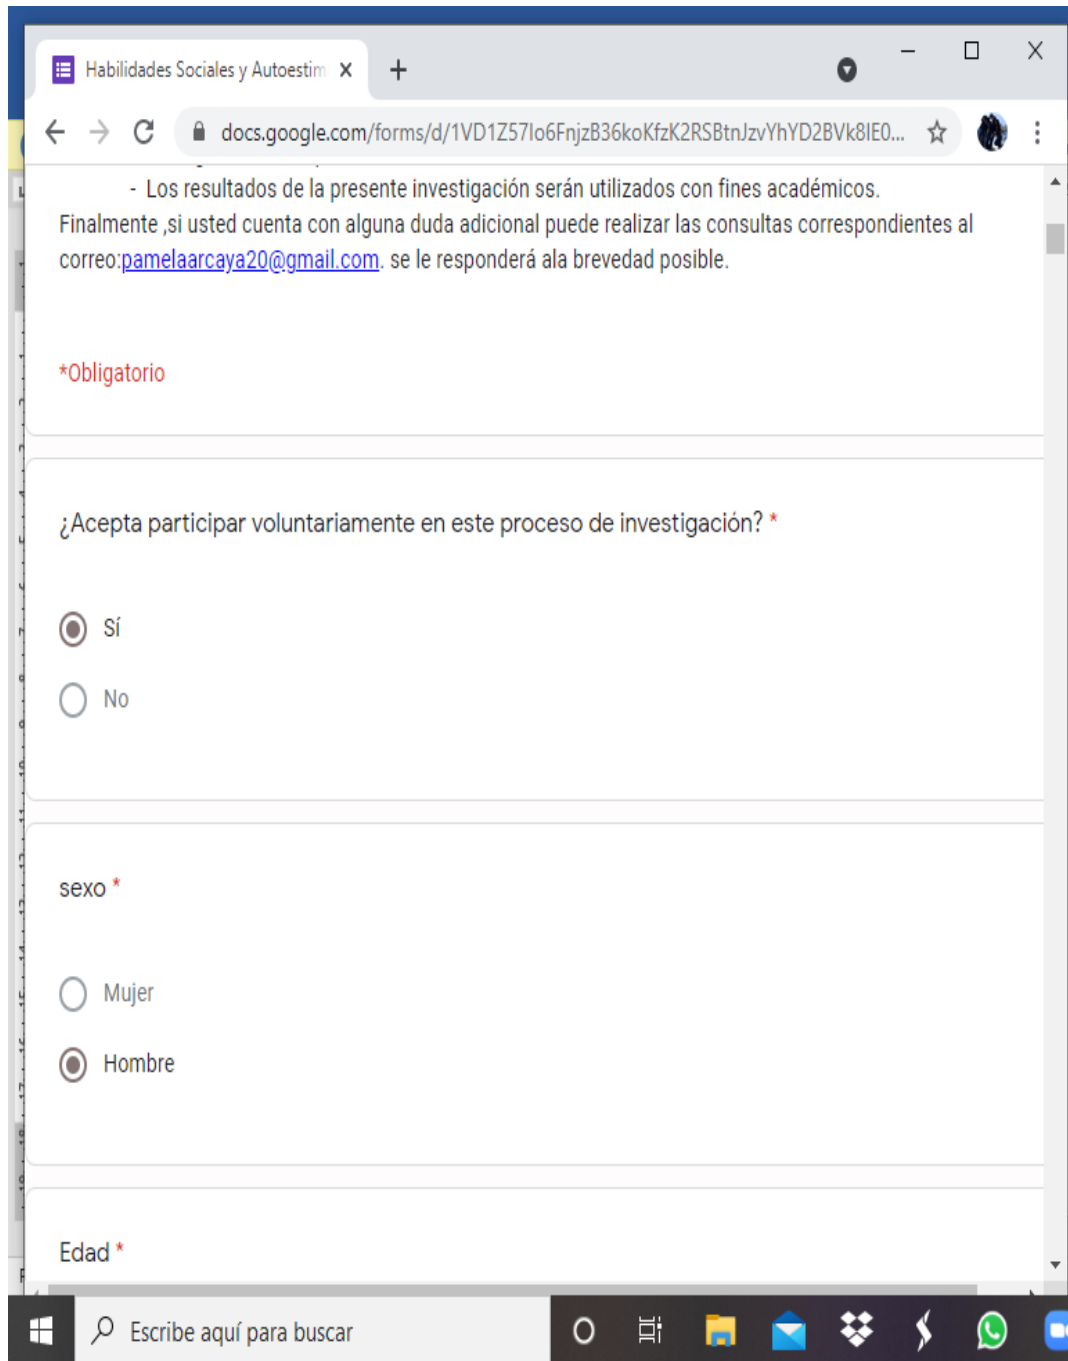 Habilidades Sociales y Autoestim
docs.google.com/forms/d/1VD1Z57Io6FnjzB36koKfzK2RSBtnJzvYhYD2BVk8IE0...
- Los resultados de la presente investigación serán utilizados con fines académicos.
Finalmente ,si usted cuenta con alguna duda adicional puede realizar las consultas correspondientes al
correo:pamelaarcaya20@gmail.com. se le responderá ala brevedad posible.
*Obligatorio
¿Acepta participar voluntariamente en este proceso de investigación? *
Sí
No
sexo *
Mujer
Hombre
Edad *
Escribe aquí para buscar